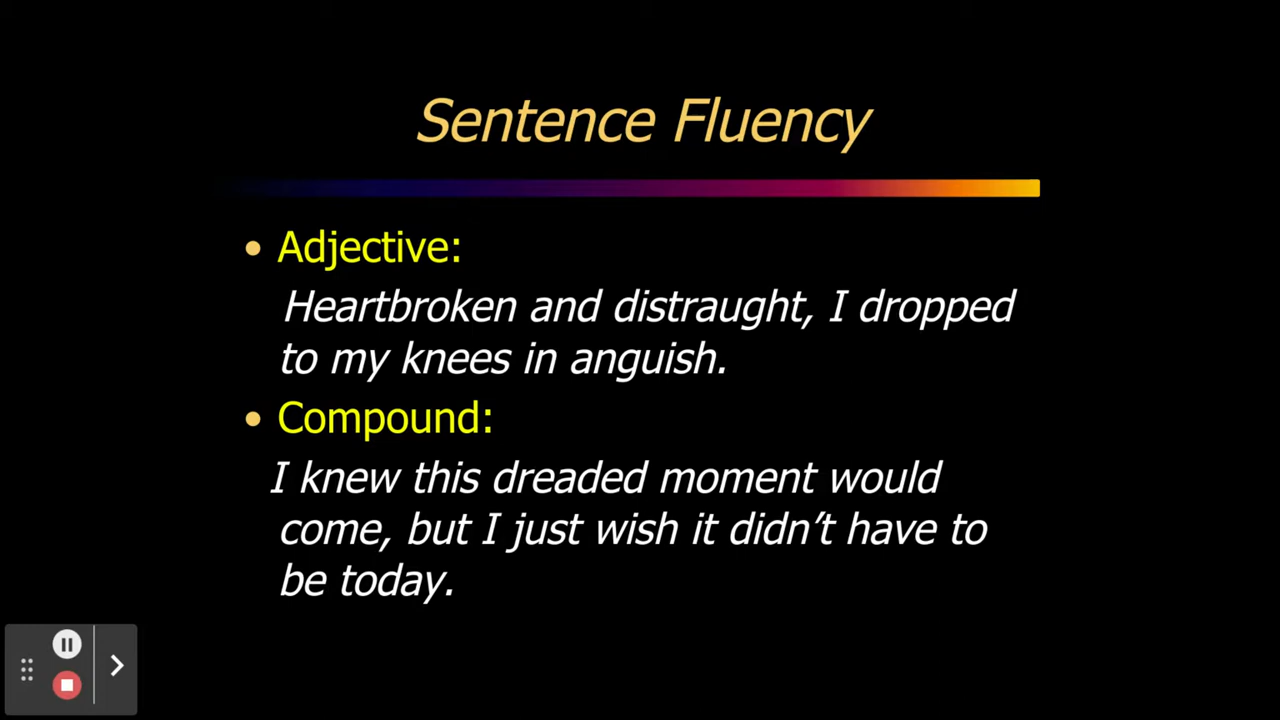 Sentence Fluency
• Adjective:
Heartbroken and distraught, I dropped
to my knees in anguish.
• Compound:
I knew this dreaded moment would
come, but I just wish it didn’t have to
be today.